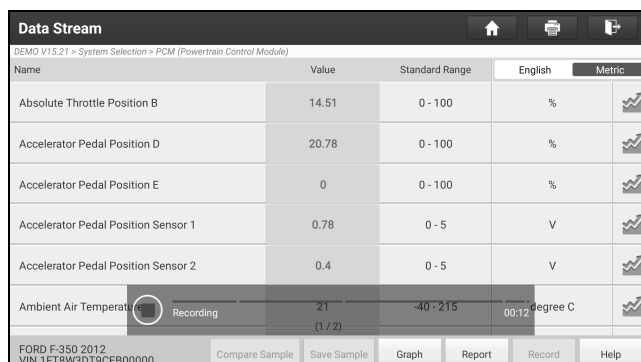 Data Stream
DEMO V15.21 > System Selection > PCM (Powertrain Control Module)
Name Value Standard Range English Metric
Absolute Throttle Position B 14.51 0 - 100 %
Accelerator Pedal Position D 20.78 0 - 100 %
Accelerator Pedal Position E 0 0 - 100 %
Accelerator Pedal Position Sensor 1 0.78 0 - 5 V
Accelerator Pedal Position Sensor 2 0.4 0 - 5 V
Ambient Air Temperature 21 -40 - 215 degree C
Recording 00:12
(1 / 2)
FORD F-350 2012
VIN 1FT8W3DT9CEB00000
Compare Sample Save Sample Graph Report Record Help